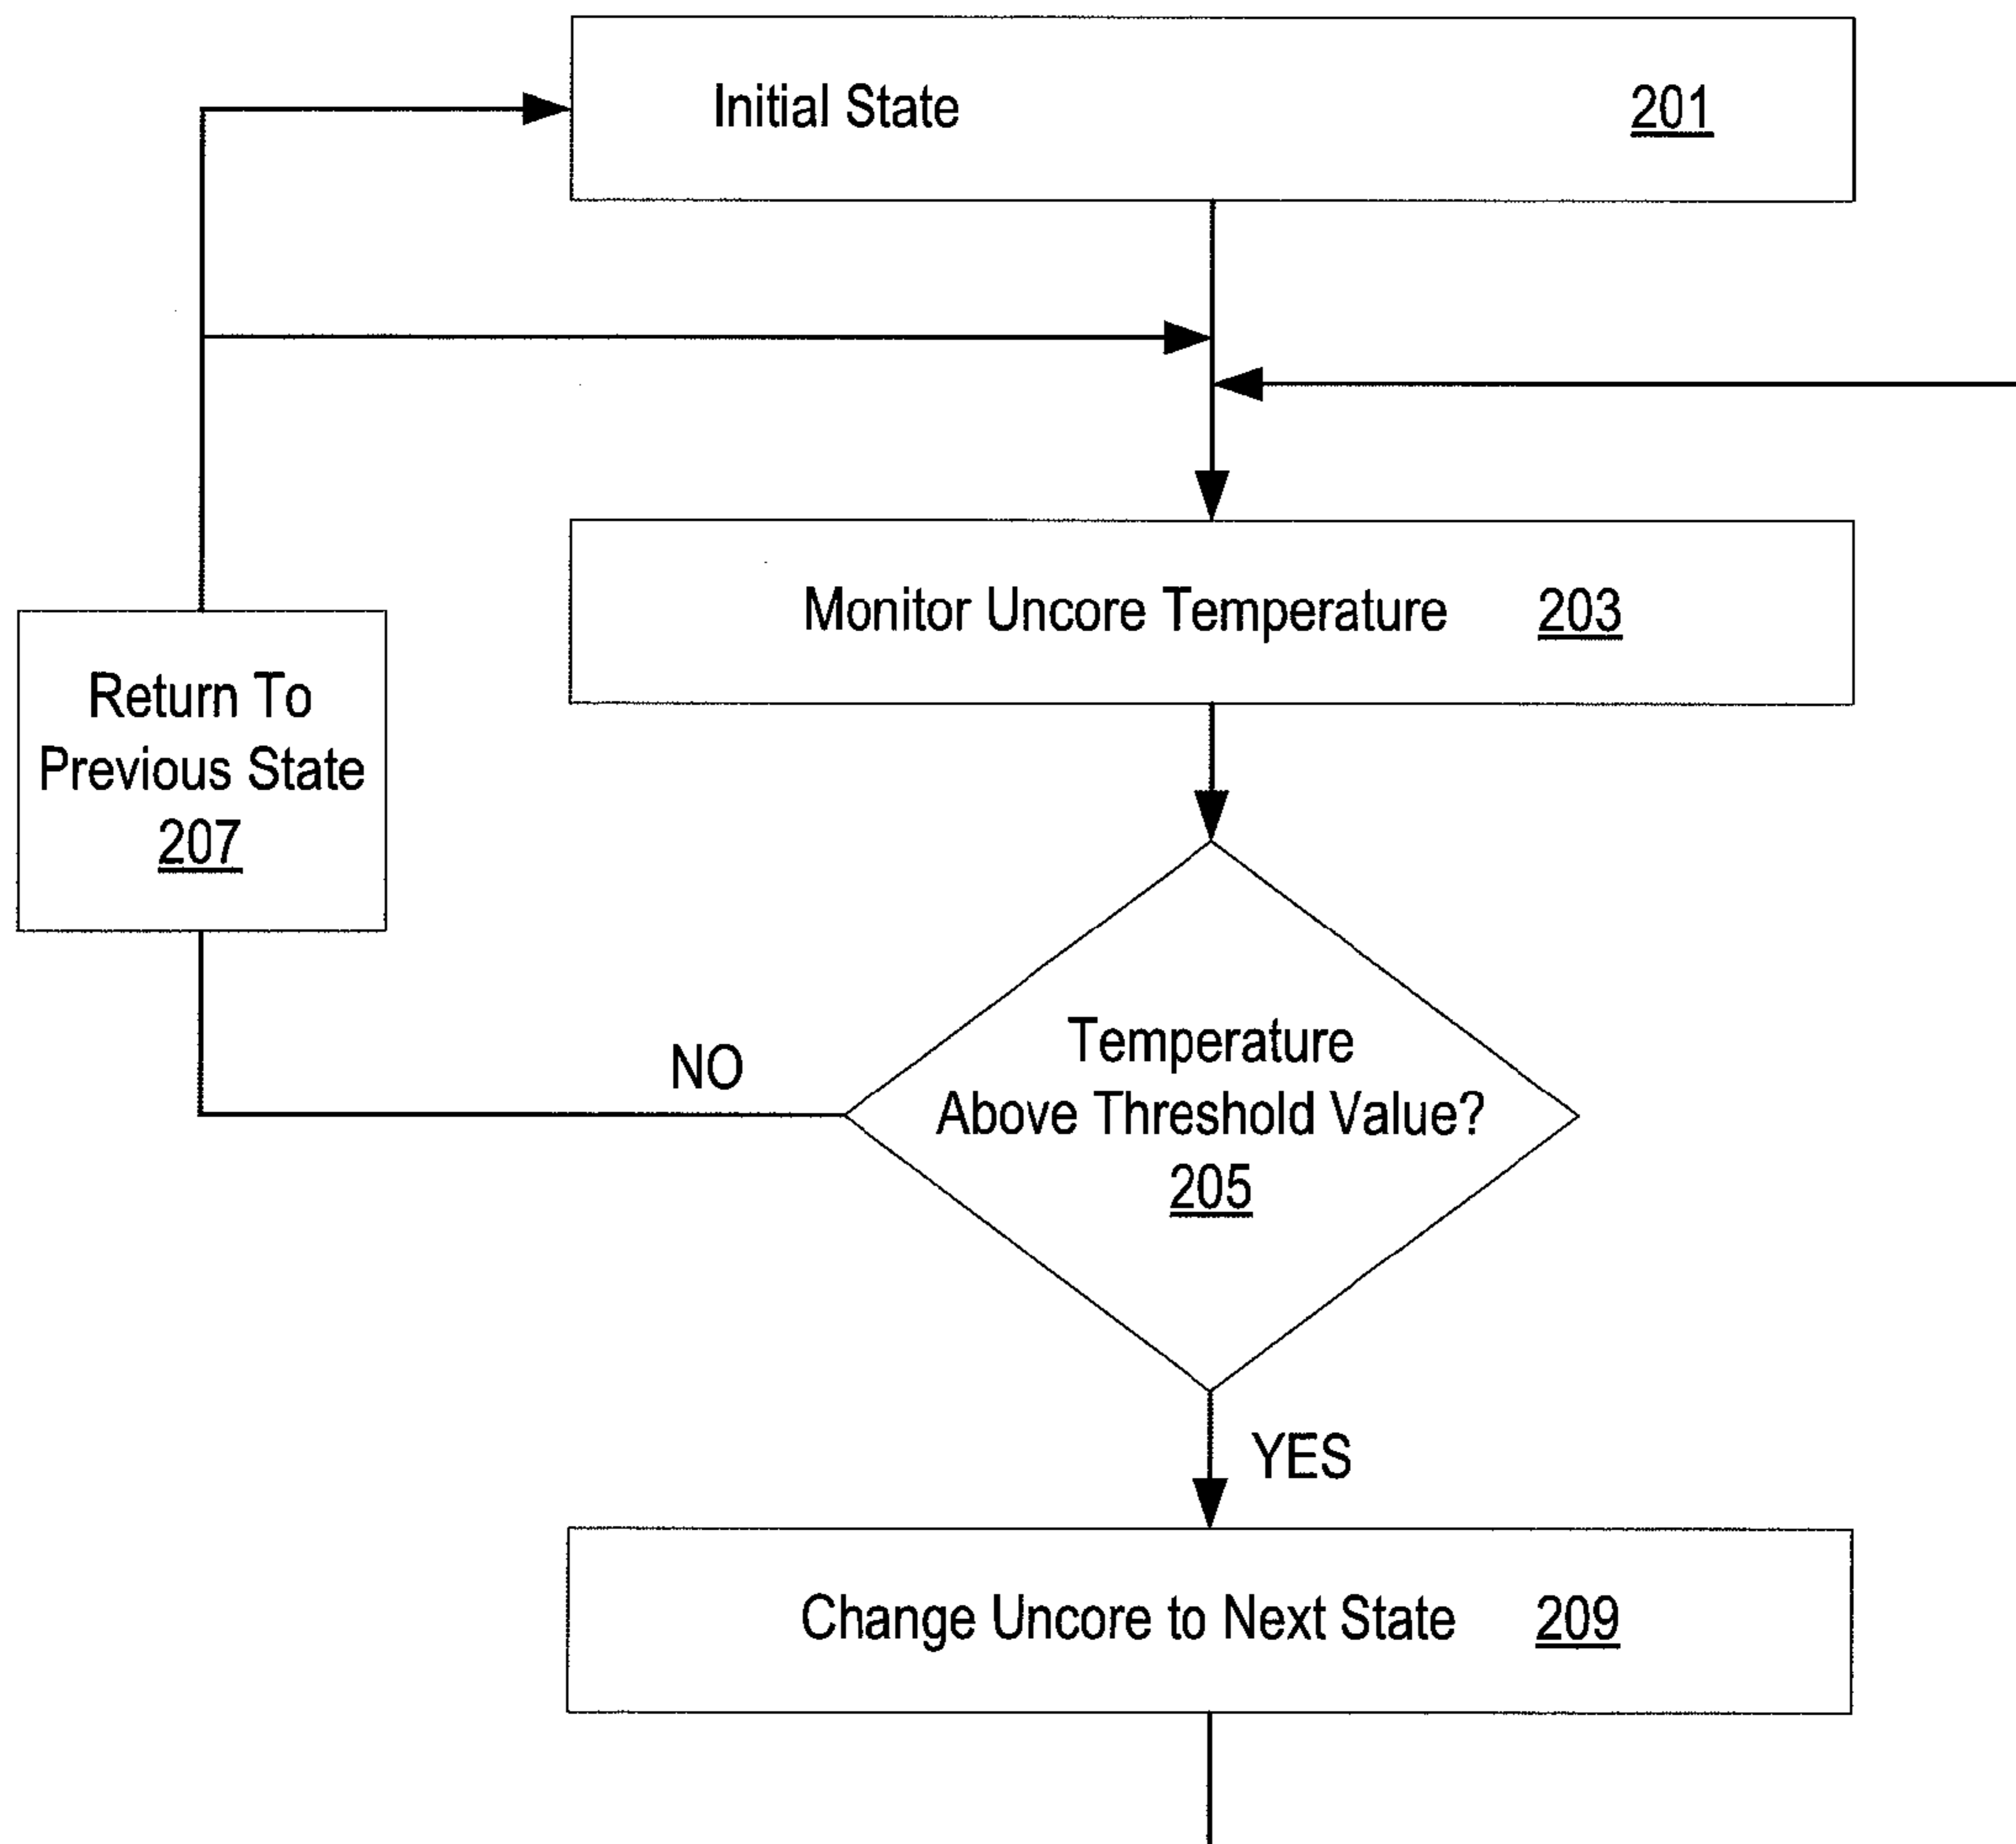 Initial State 201
Monitor Uncore Temperature 203
Return To
Previous State
207
Temperature
Above Threshold Value?
205
NO
YES
Change Uncore to Next State 209